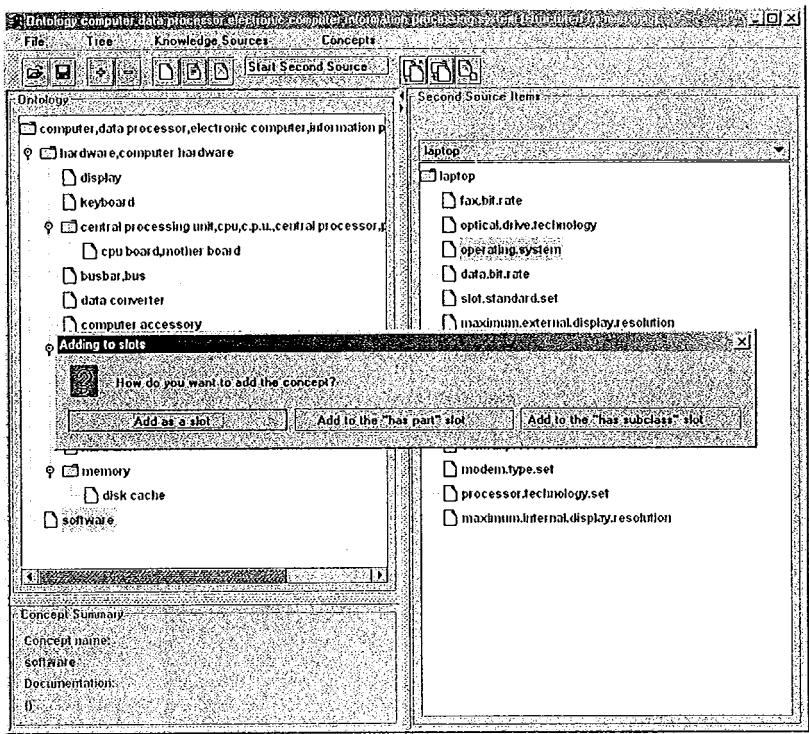 Ontology computer,data processor,electronic computer,information processing system
File Tree Knowledge Sources Concepts
Start Second Source
Ontology
computer,data processor,electronic computer,information p
hardware,computer hardware
display
keyboard
central processing unit,cpu,c.p.u.,central processor,p
cpu board,mother board
busbar,bus
data converter
computer accessory
memory
disk cache
software
Concept Summary
Concept name:
software
Documentation:
()
Second Source Items
laptop
laptop
fax.bit.rate
optical.drive.technology
operating.system
data.bit.rate
slot.standard.set
maximum.external.display.resolution
modem.type.set
processor.technology.set
maximum.internal.display.resolution
Adding to slots
How do you want to add the concept?
Add as a slot
Add to the "has part" slot
Add to the "has subclass" slot